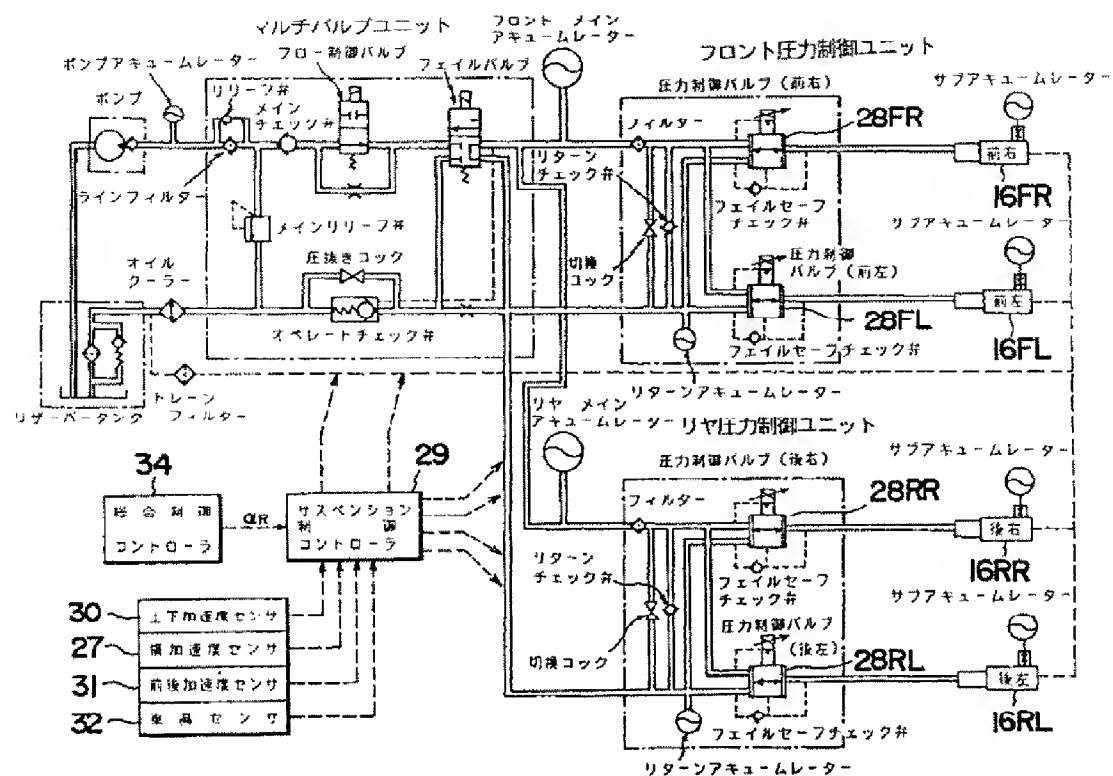 マルチバルブユニット
フロント メイン
アキュームレーター
フロー制御バルブ
フロント圧力制御ユニット
ポンプアキュームレーター
フェイルバルブ
圧力制御バルブ(前右)
サブアキュームレーター
ポンプ
リリーフ弁
メイン
チェック弁
フィルター
28FR
リターン
チェック弁
前右
ラインフィルター
フェイルセーフ
チェック弁
16FR
メインリリーフ弁
サブアキュームレーター
オイル
クーラー
圧抜きコック
切換
コック
圧力制御
バルブ(前左)
前左
オペレートチェック弁
28FL
16FL
フェイルセーフチェック弁
リザーバータンク
ドレーン
フィルター
リターンアキュームレーター
リヤ メイン
アキュームレーター
リヤ圧力制御ユニット
サブアキュームレーター
34
29
圧力制御バルブ(後右)
総合制御
コントローラ
αR
サスペンション
制御
コントローラ
フィルター
28RR
後右
リターン
チェック弁
フェイルセーフ
チェック弁
16RR
サブアキュームレーター
30
上下加速度センサ
圧力制御バルブ
(後左)
27
横加速度センサ
切換コック
28RL
後左
31
前後加速度センサ
32
車高センサ
フェイルセーフチェック弁
16RL
リターンアキュームレーター